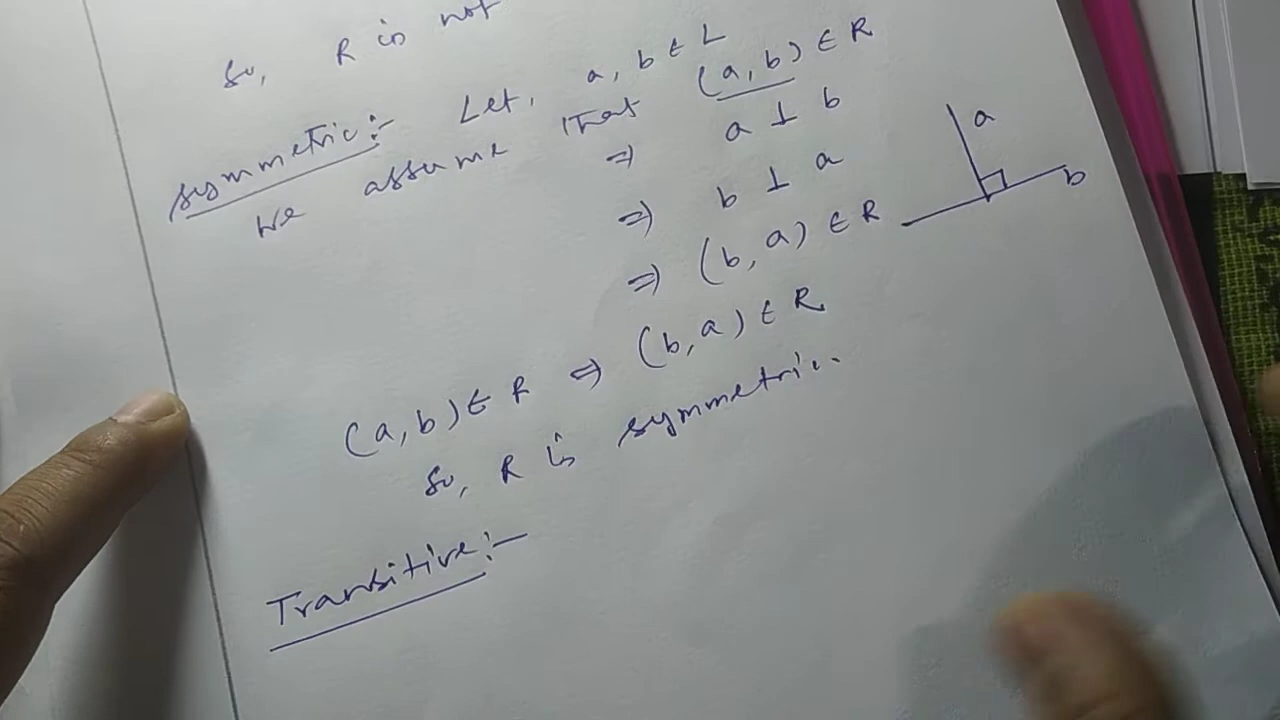 So, R is not
Symmetric:- Let, a, b ∈ L
We assume that (a, b) ∈ R
⇒ a ⊥ b
⇒ b ⊥ a
⇒ (b, a) ∈ R
a
b
(a, b) ∈ R ⇒ (b, a) ∈ R
So, R is symmetric.
Transitive:-